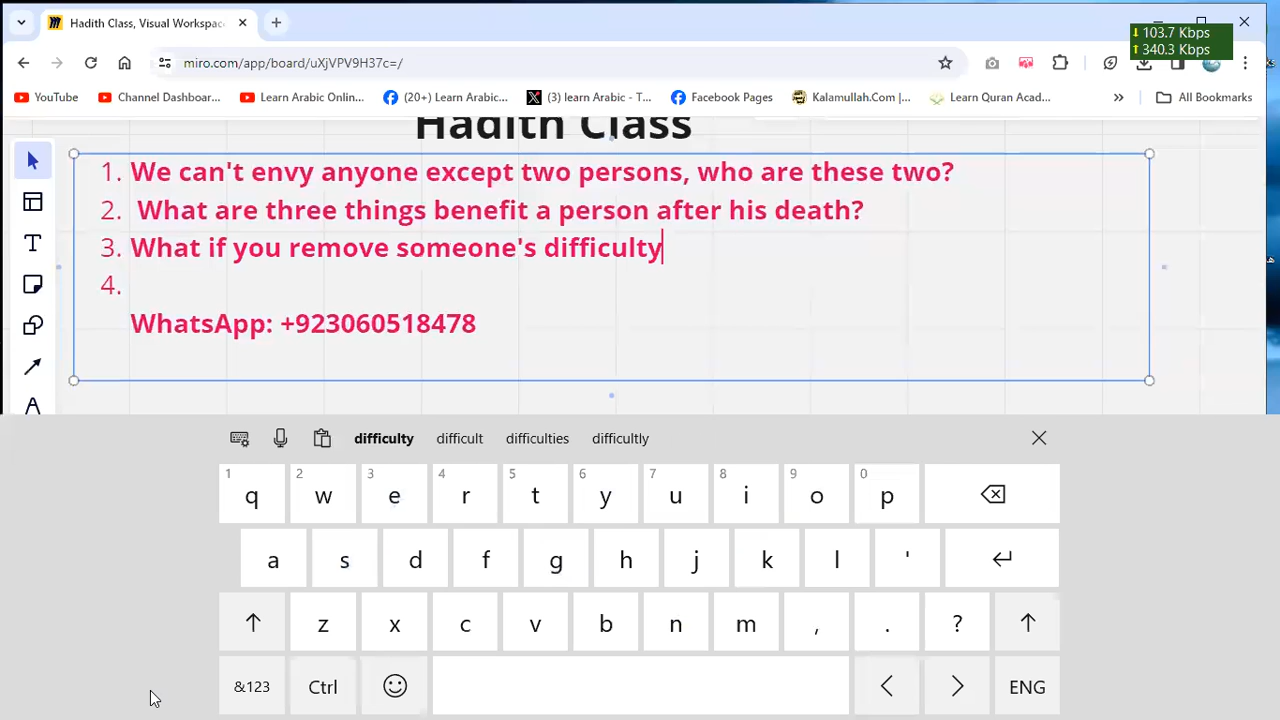 Hadith Class, Visual Workspac
103.7 Kbps
340.3 Kbps
miro.com/app/board/uXjVPV9H37c=/
YouTube Channel Dashboar... Learn Arabic Onlin... (20+) Learn Arabic... (3) learn Arabic - T... Facebook Pages Kalamullah.Com |... Learn Quran Acad... » All Bookmarks
Hadith Class
1. We can't envy anyone except two persons, who are these two?
2. What are three things benefit a person after his death?
3. What if you remove someone's difficulty
4.
WhatsApp: +923060518478
difficulty difficult difficulties difficultly
1 2 3 4 5 6 7 8 9 0
q w e r t y u i o p
a s d f g h j k l '
z x c v b n m , . ?
&123 Ctrl ENG